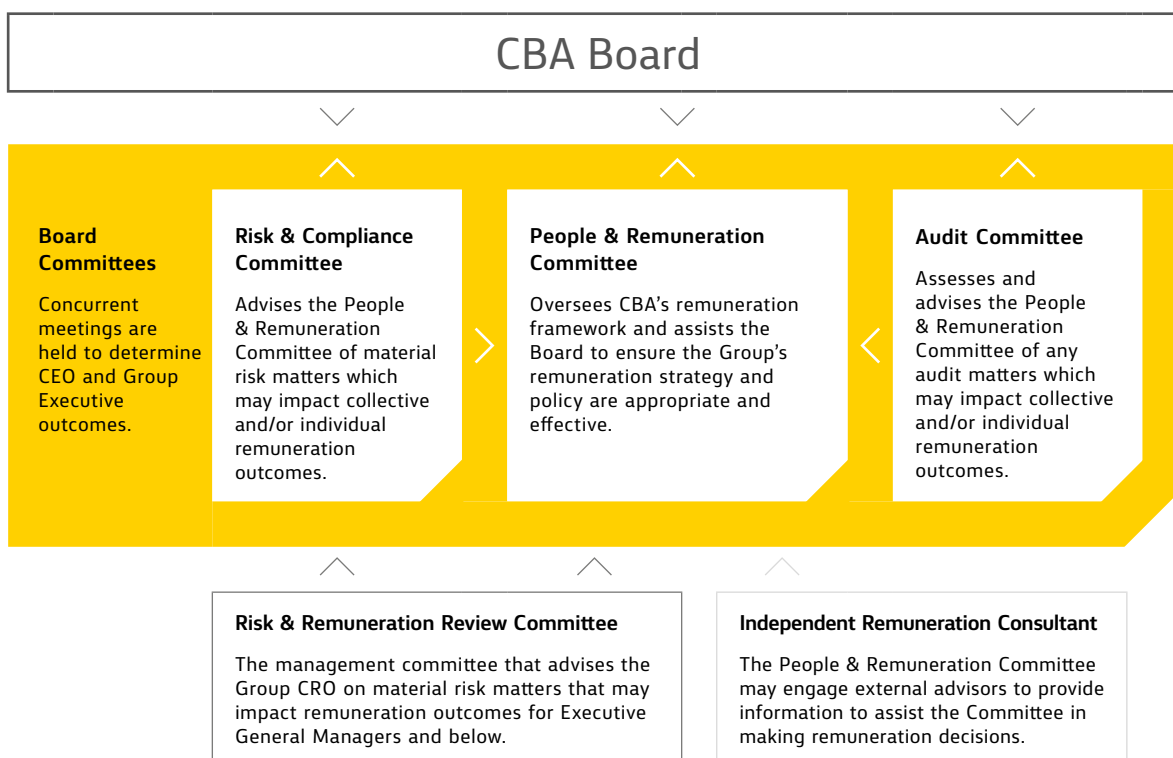 CBA Board
Board
Committees
Concurrent
meetings are
held to determine
CEO and Group
Executive
outcomes.
Risk & Compliance
Committee
Advises the People
& Remuneration
Committee of material
risk matters which
may impact collective
and/or individual
remuneration
outcomes.
People & Remuneration
Committee
Oversees CBA’s remuneration
framework and assists the
Board to ensure the Group’s
remuneration strategy and
policy are appropriate and
effective.
Audit Committee
Assesses and
advises the People
& Remuneration
Committee of any
audit matters which
may impact collective
and/or individual
remuneration
outcomes.
Risk & Remuneration Review Committee
The management committee that advises the
Group CRO on material risk matters that may
impact remuneration outcomes for Executive
General Managers and below.
Independent Remuneration Consultant
The People & Remuneration Committee
may engage external advisors to provide
information to assist the Committee in
making remuneration decisions.